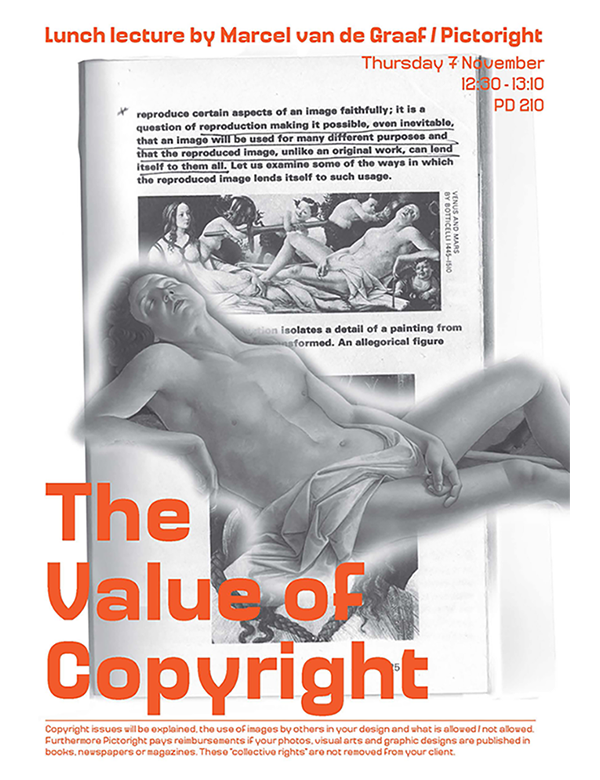 Lunch lecture by Marcel van de Graaf / Pictoright
Thursday 7 November
12:30 - 13:10
PD 210
reproduce certain aspects of an image faithfully; it is a
question of reproduction making it possible, even inevitable,
that an image will be used for many different purposes and
that the reproduced image, unlike an original work, can lend
itself to them all. Let us examine some of the ways in which
the reproduced image lends itself to such usage.
VENUS AND MARS
BY BOTTICELLI 1445–1510
isolates a detail of a painting from
An allegorical figure
The
Value of
Copyright
Copyright issues will be explained, the use of images by others in your design and what is allowed / not allowed.
Furthermore Pictoright pays reimbursements if your photos, visual arts and graphic designs are published in
books, newspapers or magazines. These "collective rights" are not removed from your client.